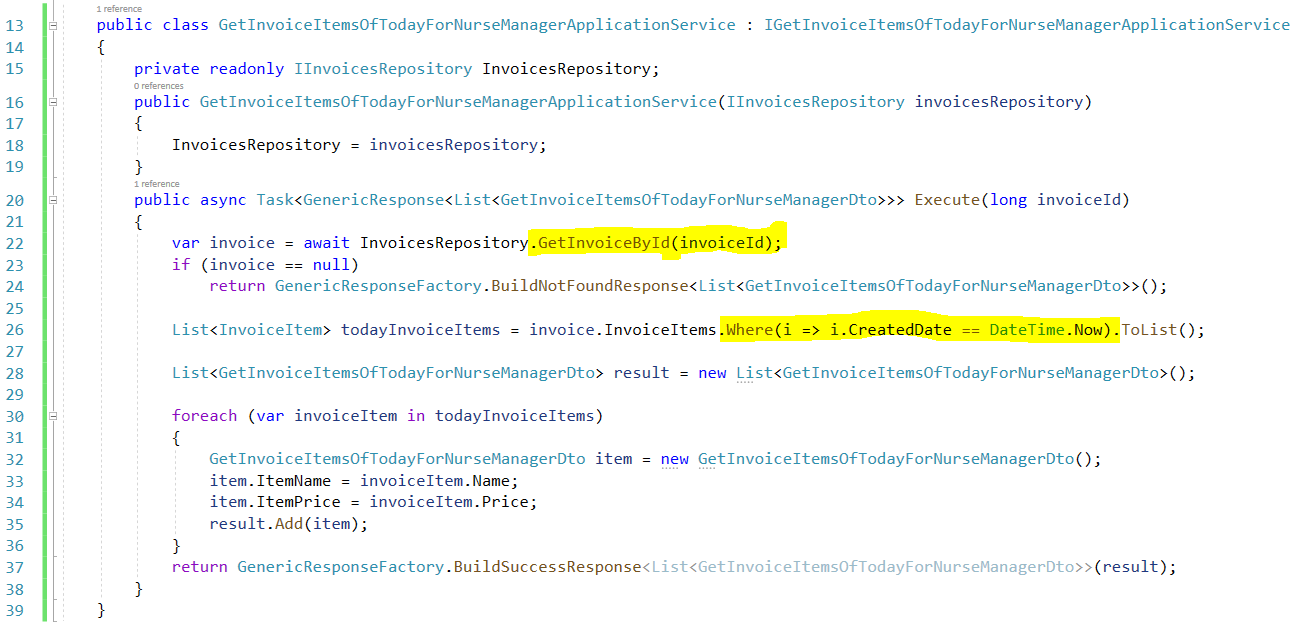 1 reference
13 public class GetInvoiceItemsOfTodayForNurseManagerApplicationService : IGetInvoiceItemsOfTodayForNurseManagerApplicationService
14 {
15 private readonly IInvoicesRepository InvoicesRepository;
0 references
16 public GetInvoiceItemsOfTodayForNurseManagerApplicationService(IInvoicesRepository invoicesRepository)
17 {
18 InvoicesRepository = invoicesRepository;
19 }
1 reference
20 public async Task<GenericResponse<List<GetInvoiceItemsOfTodayForNurseManagerDto>>> Execute(long invoiceId)
21 {
22 var invoice = await InvoicesRepository.GetInvoiceById(invoiceId);
23 if (invoice == null)
24 return GenericResponseFactory.BuildNotFoundResponse<List<GetInvoiceItemsOfTodayForNurseManagerDto>>();
25
26 List<InvoiceItem> todayInvoiceItems = invoice.InvoiceItems.Where(i => i.CreatedDate == DateTime.Now).ToList();
27
28 List<GetInvoiceItemsOfTodayForNurseManagerDto> result = new List<GetInvoiceItemsOfTodayForNurseManagerDto>();
29
30 foreach (var invoiceItem in todayInvoiceItems)
31 {
32 GetInvoiceItemsOfTodayForNurseManagerDto item = new GetInvoiceItemsOfTodayForNurseManagerDto();
33 item.ItemName = invoiceItem.Name;
34 item.ItemPrice = invoiceItem.Price;
35 result.Add(item);
36 }
37 return GenericResponseFactory.BuildSuccessResponse<List<GetInvoiceItemsOfTodayForNurseManagerDto>>(result);
38 }
39 }